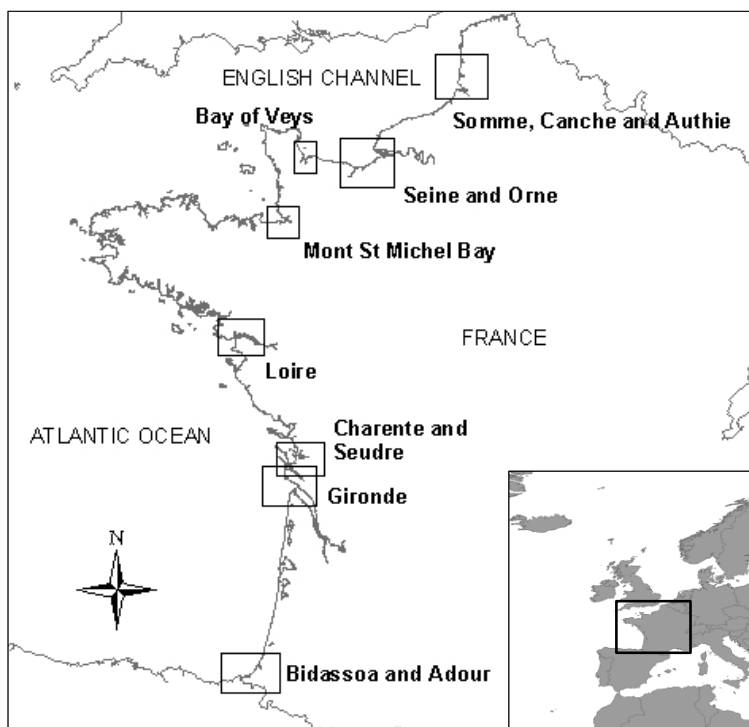 ENGLISH CHANNEL
Somme, Canche and Authie
Bay of Veys
Seine and Orne
Mont St Michel Bay
FRANCE
Loire
ATLANTIC OCEAN
Charente and
Seudre
Gironde
N
Bidassoa and Adour